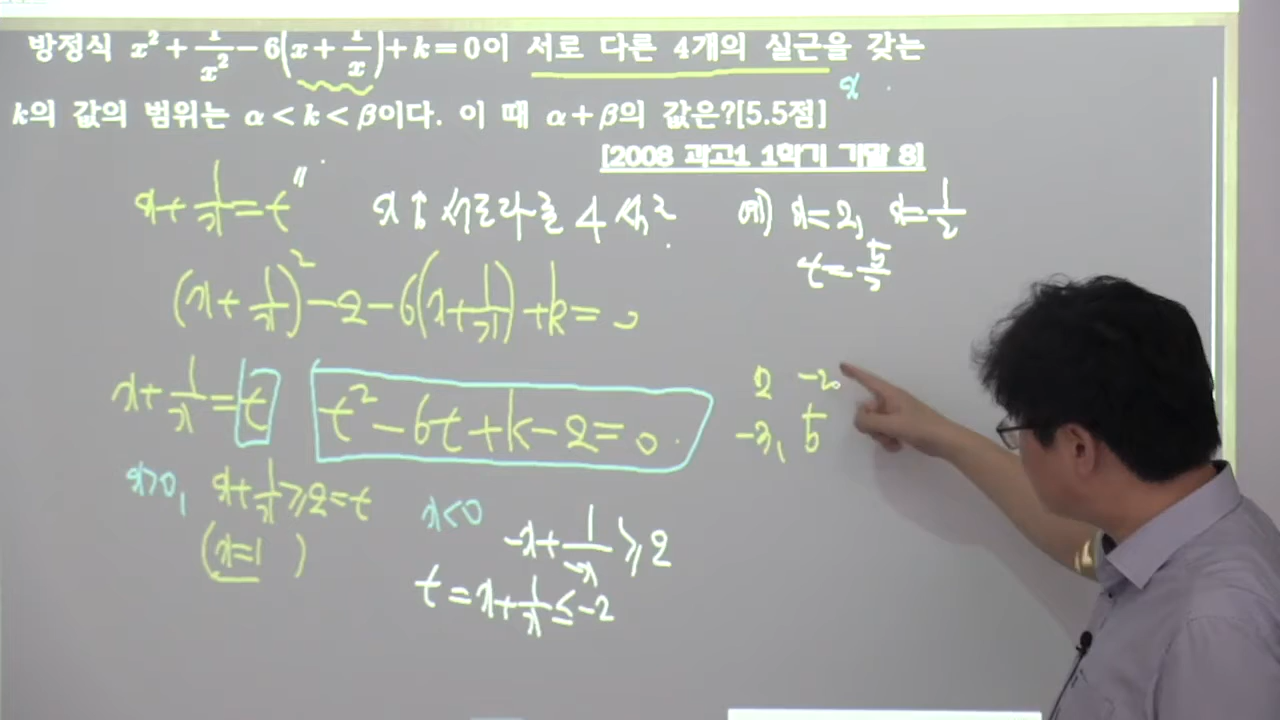 방정식 x² + 1/x² − 6(x + 1/x) + k = 0이 서로 다른 4개의 실근을 갖는
k의 값의 범위는 α < k < β이다. 이 때 α + β의 값은?[5.5점]
[2008 과고1 1학기 기말 8]
x + 1/x = t
예) x = 2, x = 1/2
t = 5/2
(x + 1/x)² − 2 − 6(x + 1/x) + k = 0
x + 1/x = t
t² − 6t + k − 2 = 0.
2 −2
−3, 5
x>0, x + 1/x ≥ 2 = t
(x=1 )
x<0
−x + 1/−x ≥ 2
t = x + 1/x ≤ −2